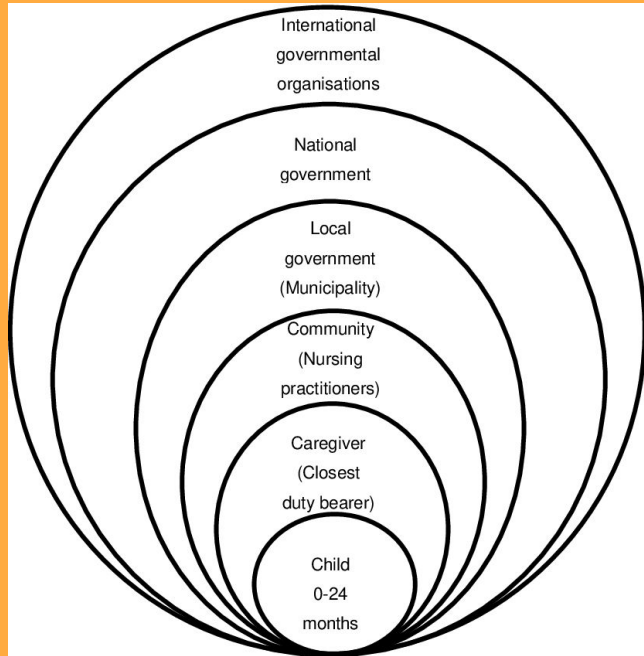 International
governmental
organisations
National
government
Local
government
(Municipality)
Community
(Nursing
practitioners)
Caregiver
(Closest
duty bearer)
Child
0-24
months